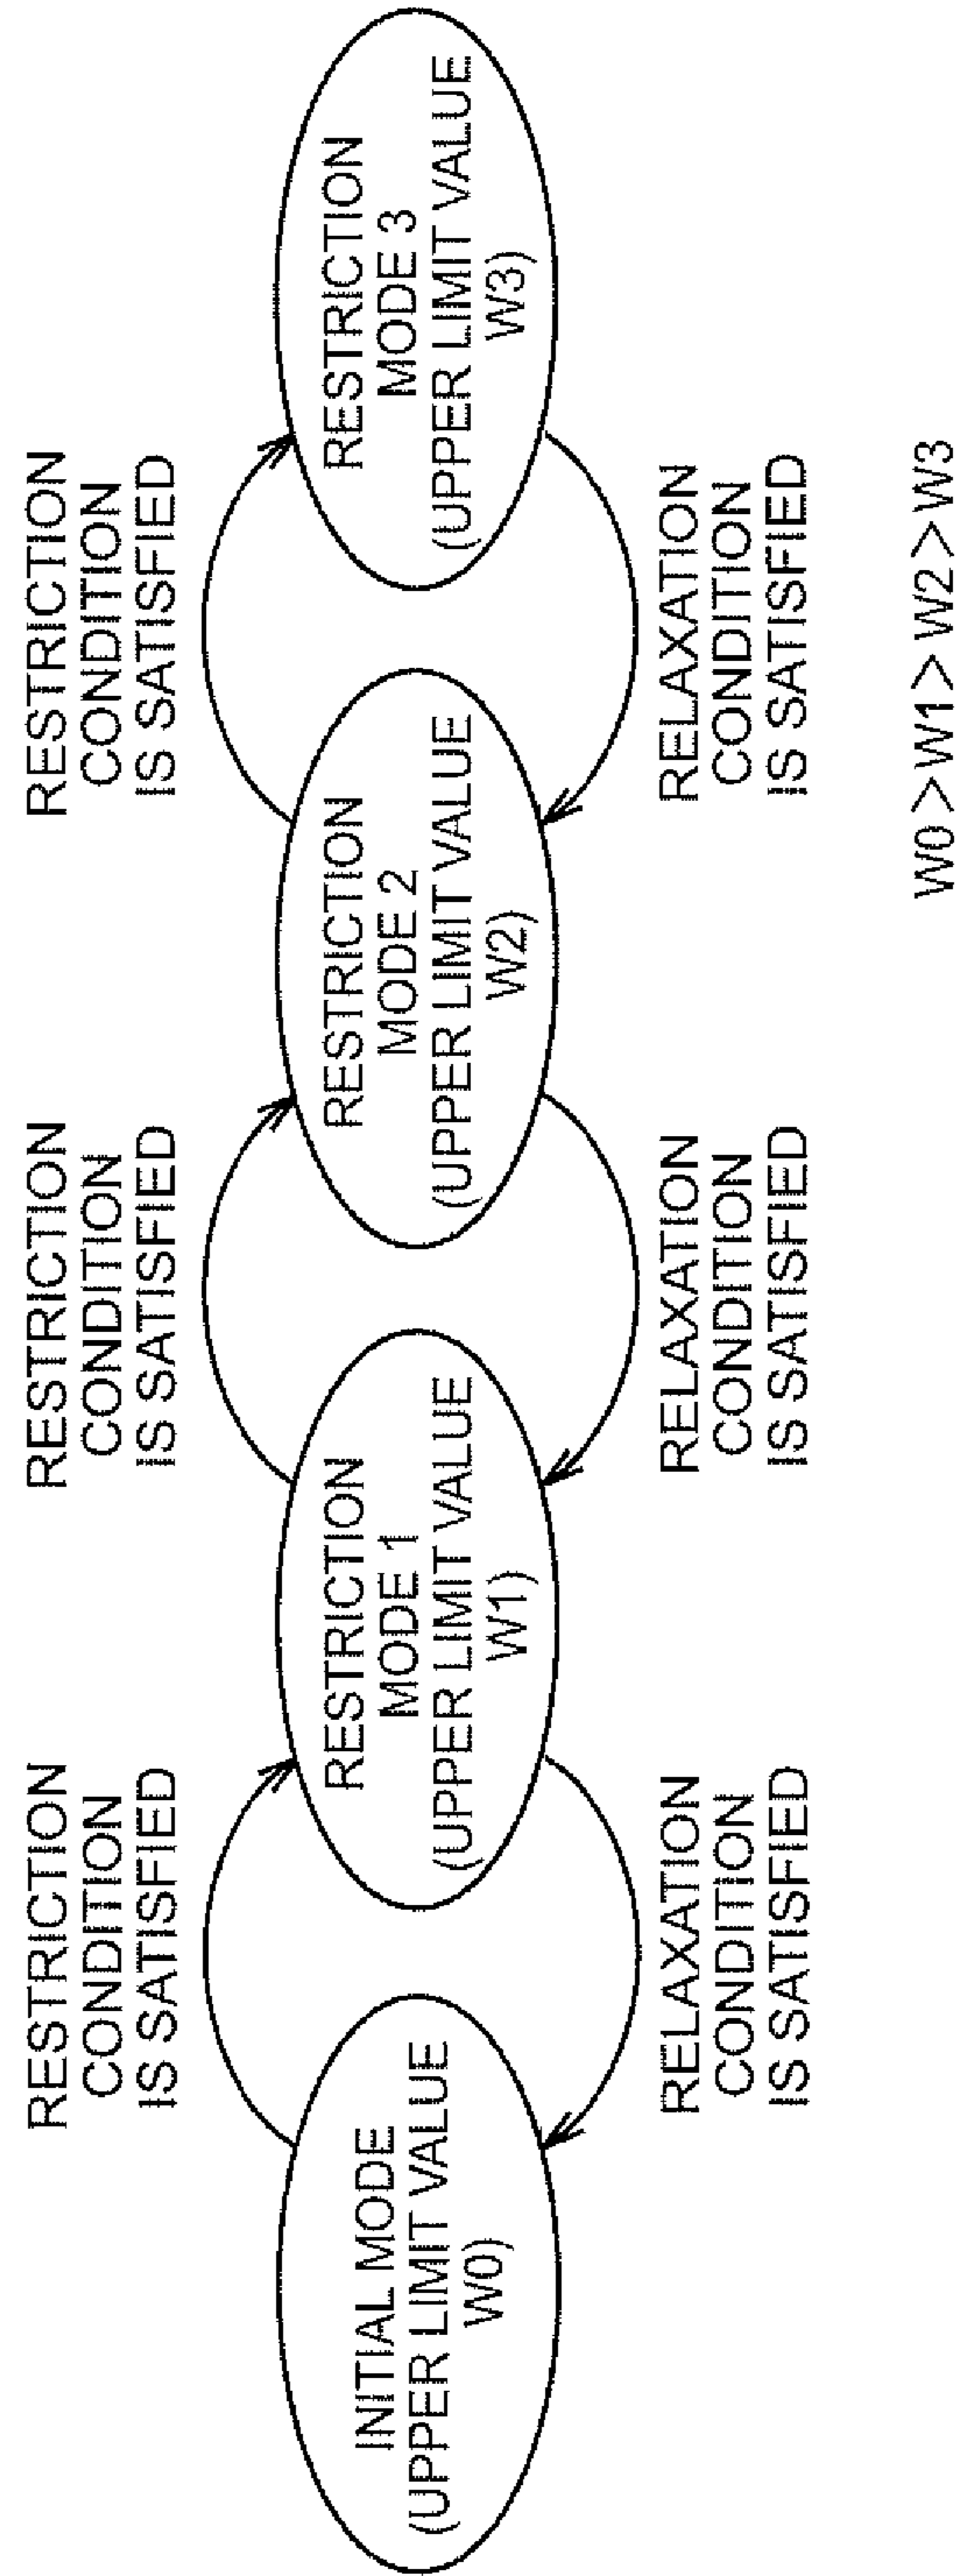 RESTRICTION
CONDITION
IS SATISFIED
RESTRICTION
CONDITION
IS SATISFIED
RESTRICTION
CONDITION
IS SATISFIED
INITIAL MODE
(UPPER LIMIT VALUE
W0)
RESTRICTION
MODE 1
(UPPER LIMIT VALUE
W1)
RESTRICTION
MODE 2
(UPPER LIMIT VALUE
W2)
RESTRICTION
MODE 3
(UPPER LIMIT VALUE
W3)
RELAXATION
CONDITION
IS SATISFIED
RELAXATION
CONDITION
IS SATISFIED
RELAXATION
CONDITION
IS SATISFIED
W0 > W1 > W2 > W3